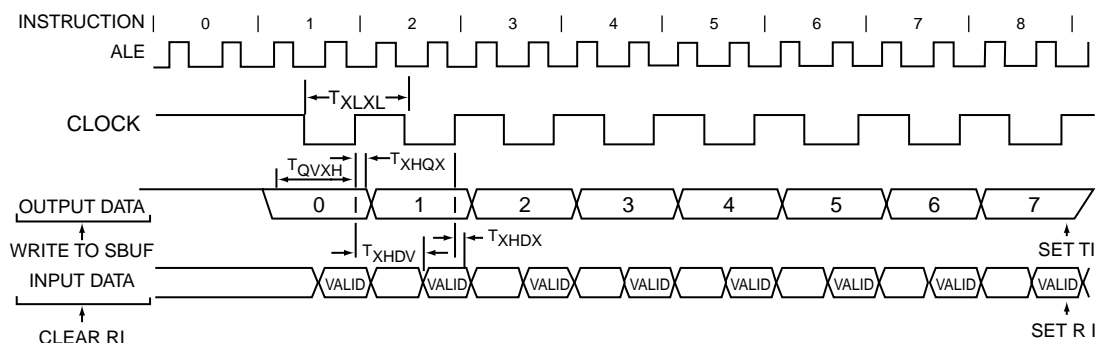 INSTRUCTION 0 1 2 3 4 5 6 7 8
ALE
TXLXL
CLOCK
TQVXH TXHQX
OUTPUT DATA 0 1 2 3 4 5 6 7
WRITE TO SBUF TXHDV TXHDX SET TI
INPUT DATA VALID VALID VALID VALID VALID VALID VALID VALID
CLEAR RI SET R I